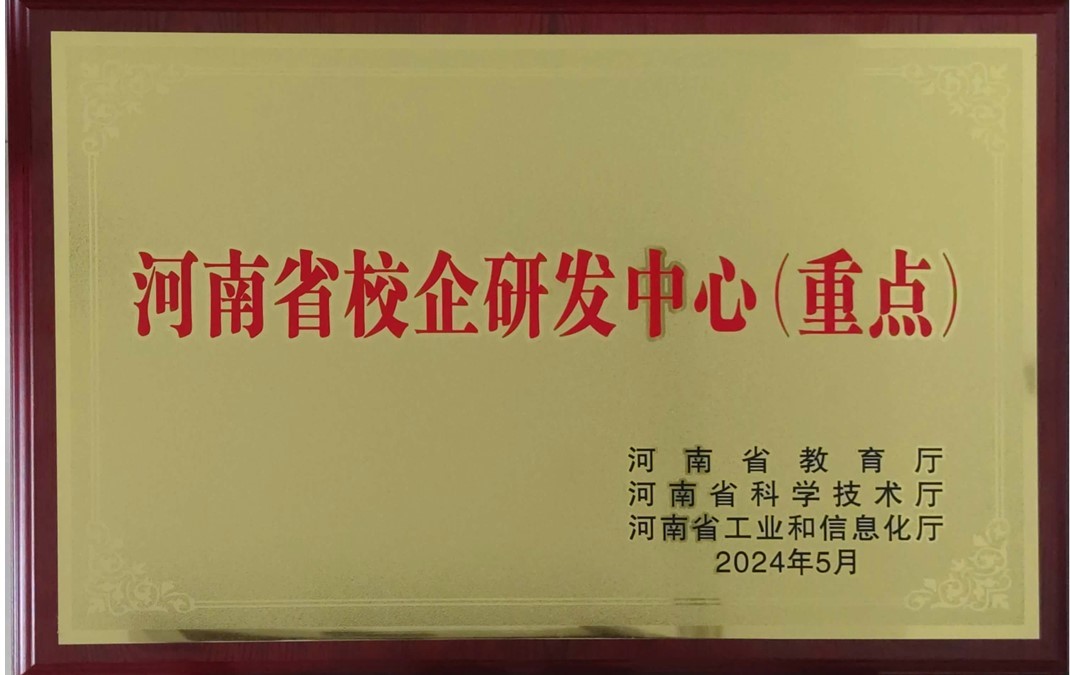 河南省校企研发中心(重点)
河南省教育厅
河南省科学技术厅
河南省工业和信息化厅
2024年5月